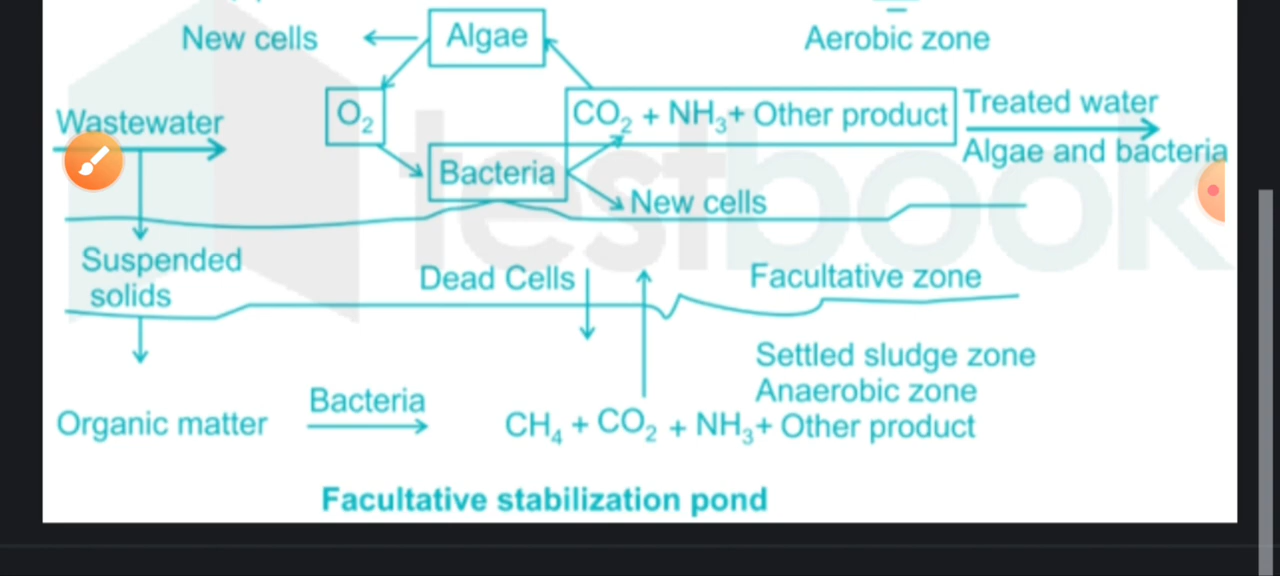 New cells
Algae
Aerobic zone
O₂
CO₂ + NH₃+ Other product
Treated water
Wastewater
Algae and bacteria
Bacteria
New cells
Suspended
solids
Dead Cells
Facultative zone
Settled sludge zone
Anaerobic zone
Organic matter
Bacteria
CH₄ + CO₂ + NH₃+ Other product
Facultative stabilization pond
testbook